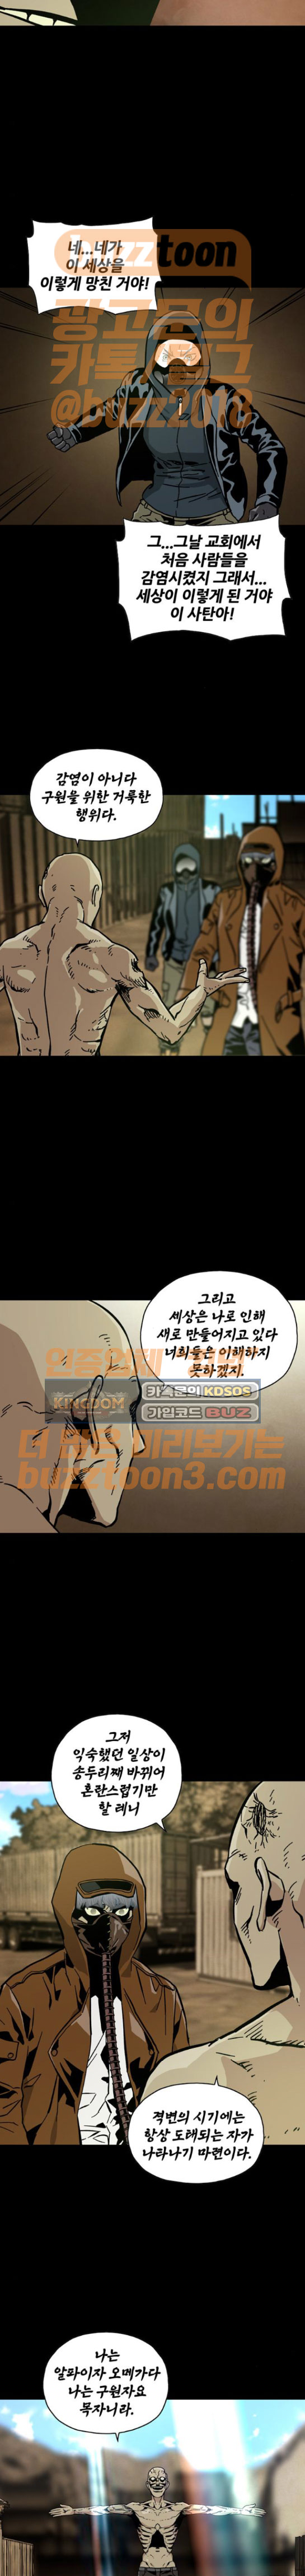 buzztoon
네...네가
이 세상을
이렇게 망친 거야!
광고문의
카톡/텔그
@buzz2018
그...그날 교회에서
처음 사람들을
감염시켰지 그래서...
세상이 이렇게 된 거야
이 사탄아!
감염이 아니다
구원을 위한 거룩한
행위다.
그리고
세상은 나로 인해
새로 만들어지고 있다
너희들은 이해하지
못하겠지.
인증업체
KINGDOM
카톡문의 KDSOS
가입코드 BUZ
더 많은 미리보기는
buzztoon3.com
그저
익숙했던 일상이
송두리째 바뀌어
혼란스럽기만
할 테니
격변의 시기에는
항상 도태되는 자가
나타나기 마련이다.
나는
알파이자 오메가다
나는 구원자요
목자니라.